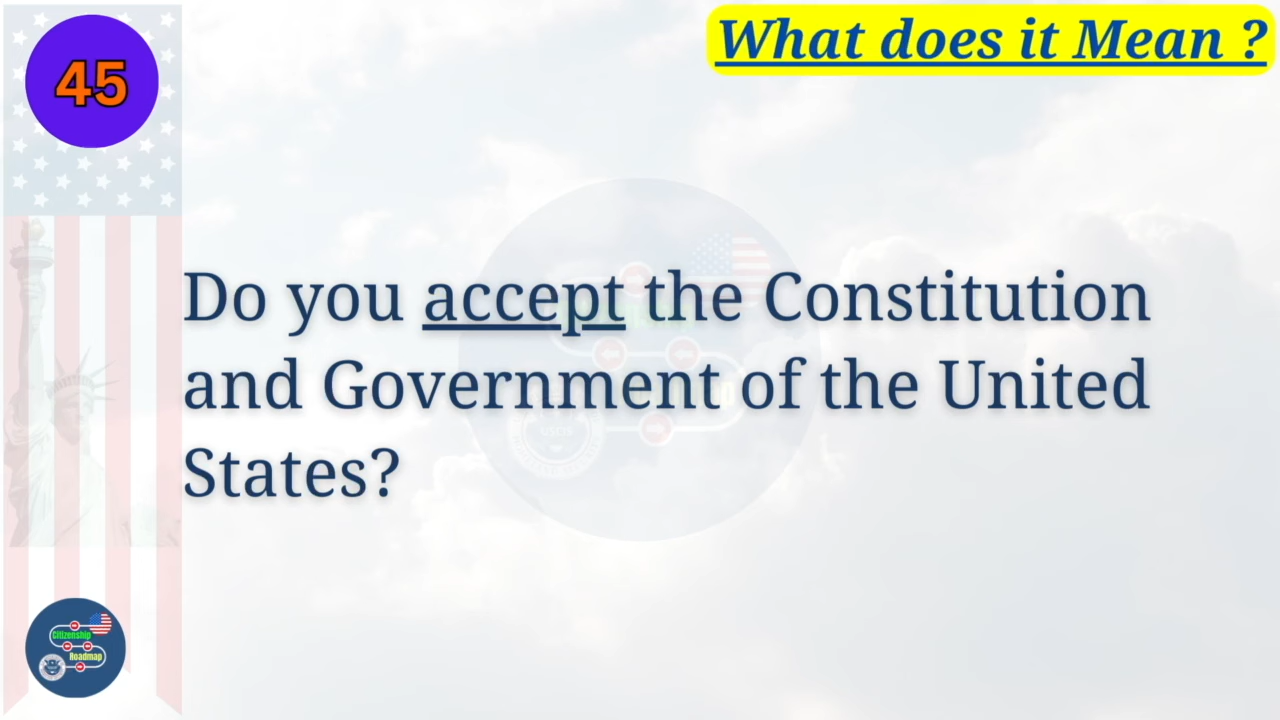 45
What does it Mean ?
Do you accept the Constitution
and Government of the United
States?
Citizenship
Roadmap